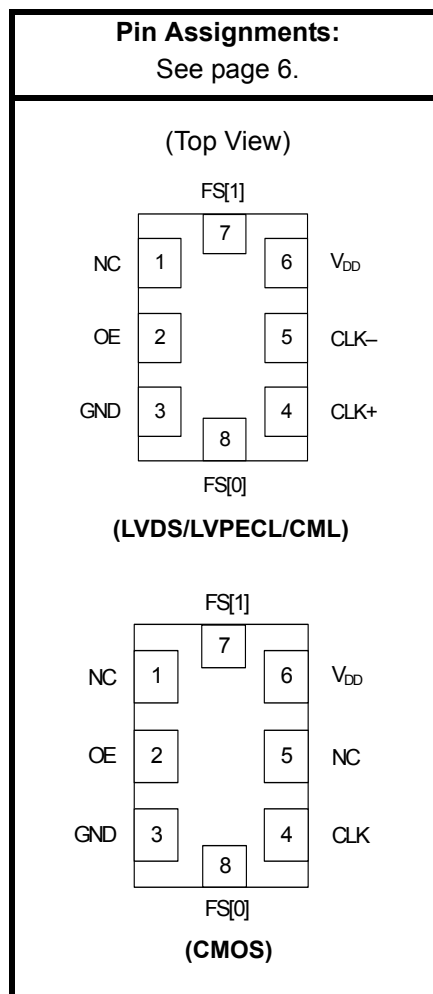 Pin Assignments:
See page 6.
(Top View)
FS[1]
7
NC 1 6 VDD
OE 2 5 CLK–
GND 3 4 CLK+
8
FS[0]
(LVDS/LVPECL/CML)
FS[1]
7
NC 1 6 VDD
OE 2 5 NC
GND 3 4 CLK
8
FS[0]
(CMOS)